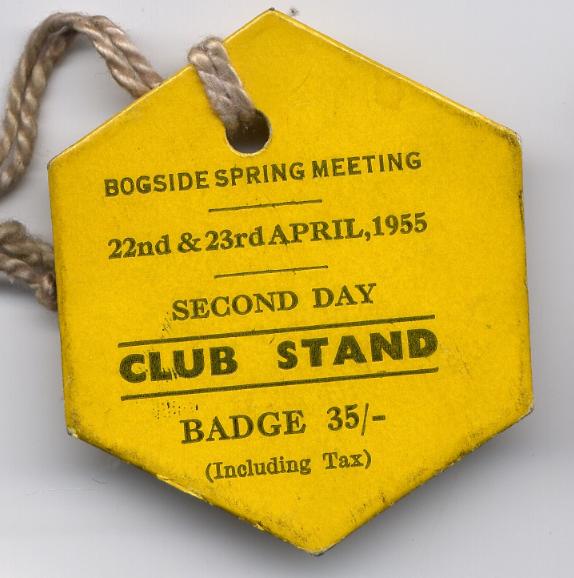 BOGSIDE SPRING MEETING
22nd & 23rd APRIL, 1955
SECOND DAY
CLUB STAND
BADGE 35/-
(Including Tax)